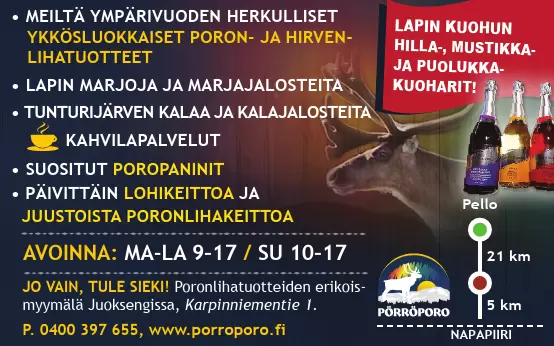 • MEILTÄ YMPÄRIVUODEN HERKULLISET
YKKÖSLUOKKAISET PORON- JA HIRVEN-
LIHATUOTTEET
• LAPIN MARJOJA JA MARJAJALOSTEITA
• TUNTURIJÄRVEN KALAA JA KALAJALOSTEITA
KAHVILAPALVELUT
• SUOSITUT POROPANINIT
• PÄIVITTÄIN LOHIKEITTOA JA
JUUSTOISTA PORONLIHAKEITTOA
AVOINNA: MA-LA 9-17 / SU 10-17
JO VAIN, TULE SIEKI! Poronlihatuotteiden erikois-
myymälä Juoksengissa, Karpinniementie 1.
P. 0400 397 655, www.porroporo.fi
LAPIN KUOHUN
HILLA-, MUSTIKKA-
JA PUOLUKKA-
KUOHARIT!
Pello
21 km
5 km
NAPAPIIRI
PÖRRÖPORO